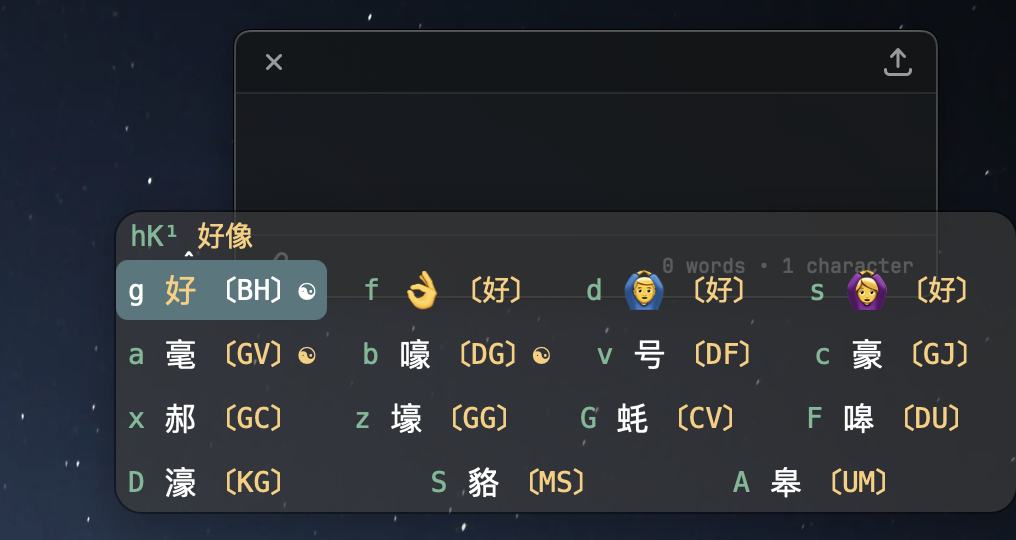 hK¹‸好像
0 words • 1 character
g 好 〔BH〕☯ f 👌 〔好〕 d 🙆‍♂️ 〔好〕 s 🙆‍♀️ 〔好〕
a 毫 〔GV〕☯ b 嚎 〔DG〕☯ v 号 〔DF〕 c 豪 〔GJ〕
x 郝 〔GC〕 z 壕 〔GG〕 G 蚝 〔CV〕 F 嗥 〔DU〕
D 濠 〔KG〕 S 貉 〔MS〕 A 皋 〔UM〕